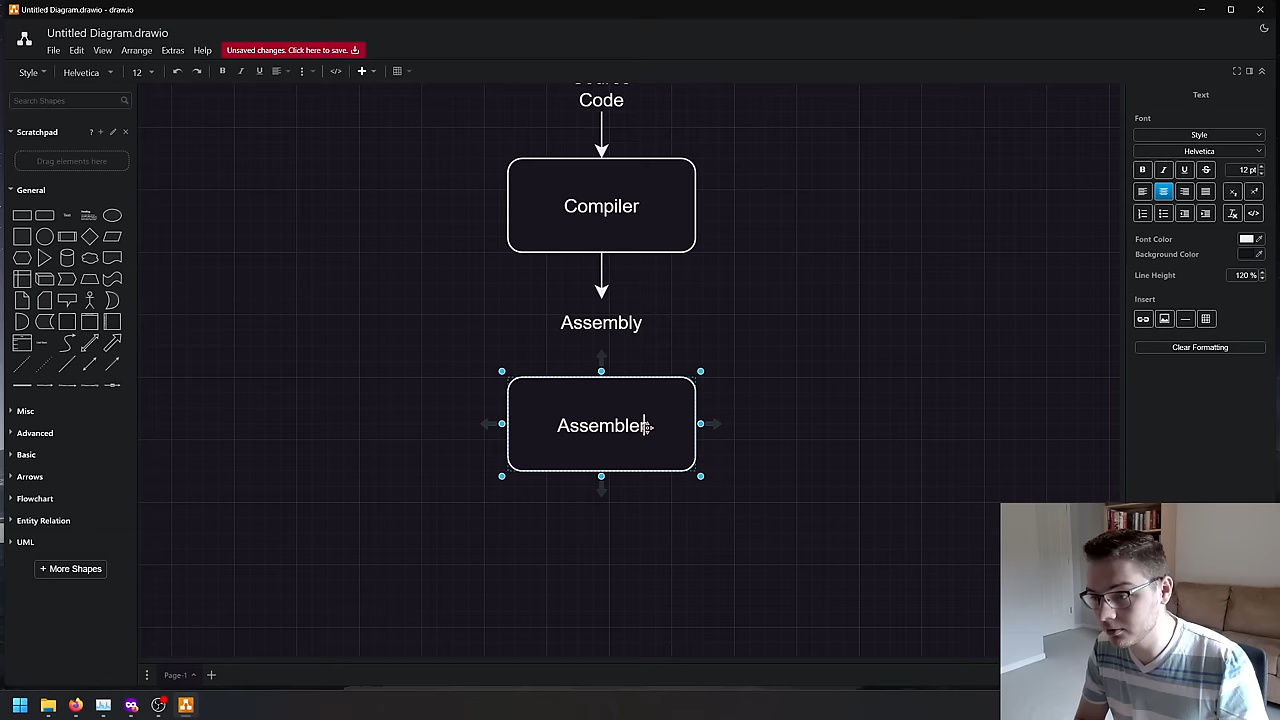 Untitled Diagram.drawio - draw.io
Untitled Diagram.drawio
File Edit View Arrange Extras Help Unsaved changes. Click here to save.
Style Helvetica 12 B I U </>
Search Shapes
Scratchpad ? + ×
Drag elements here
General
Text
Misc
Advanced
Basic
Arrows
Flowchart
Entity Relation
UML
+ More Shapes
Code
Compiler
Assembly
Assembler
Text
Font
Style
Helvetica
B I U S 12 pt
Font Color
Background Color
Line Height 120 %
Insert
Clear Formatting
Page-1